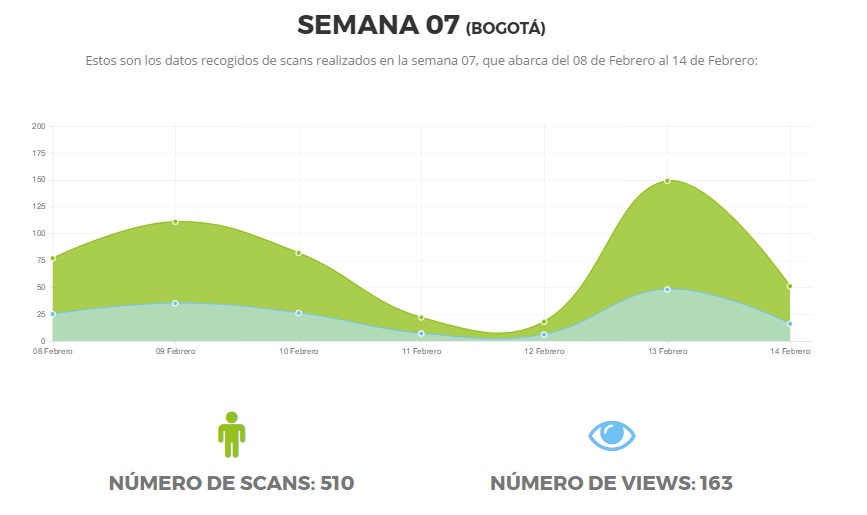 SEMANA 07 (BOGOTÁ)
Estos son los datos recogidos de scans realizados en la semana 07, que abarca del 08 de Febrero al 14 de Febrero:
200
175
150
125
100
75
50
25
0
08 Febrero 09 Febrero 10 Febrero 11 Febrero 12 Febrero 13 Febrero 14 Febrero
NÚMERO DE SCANS: 510 NÚMERO DE VIEWS: 163